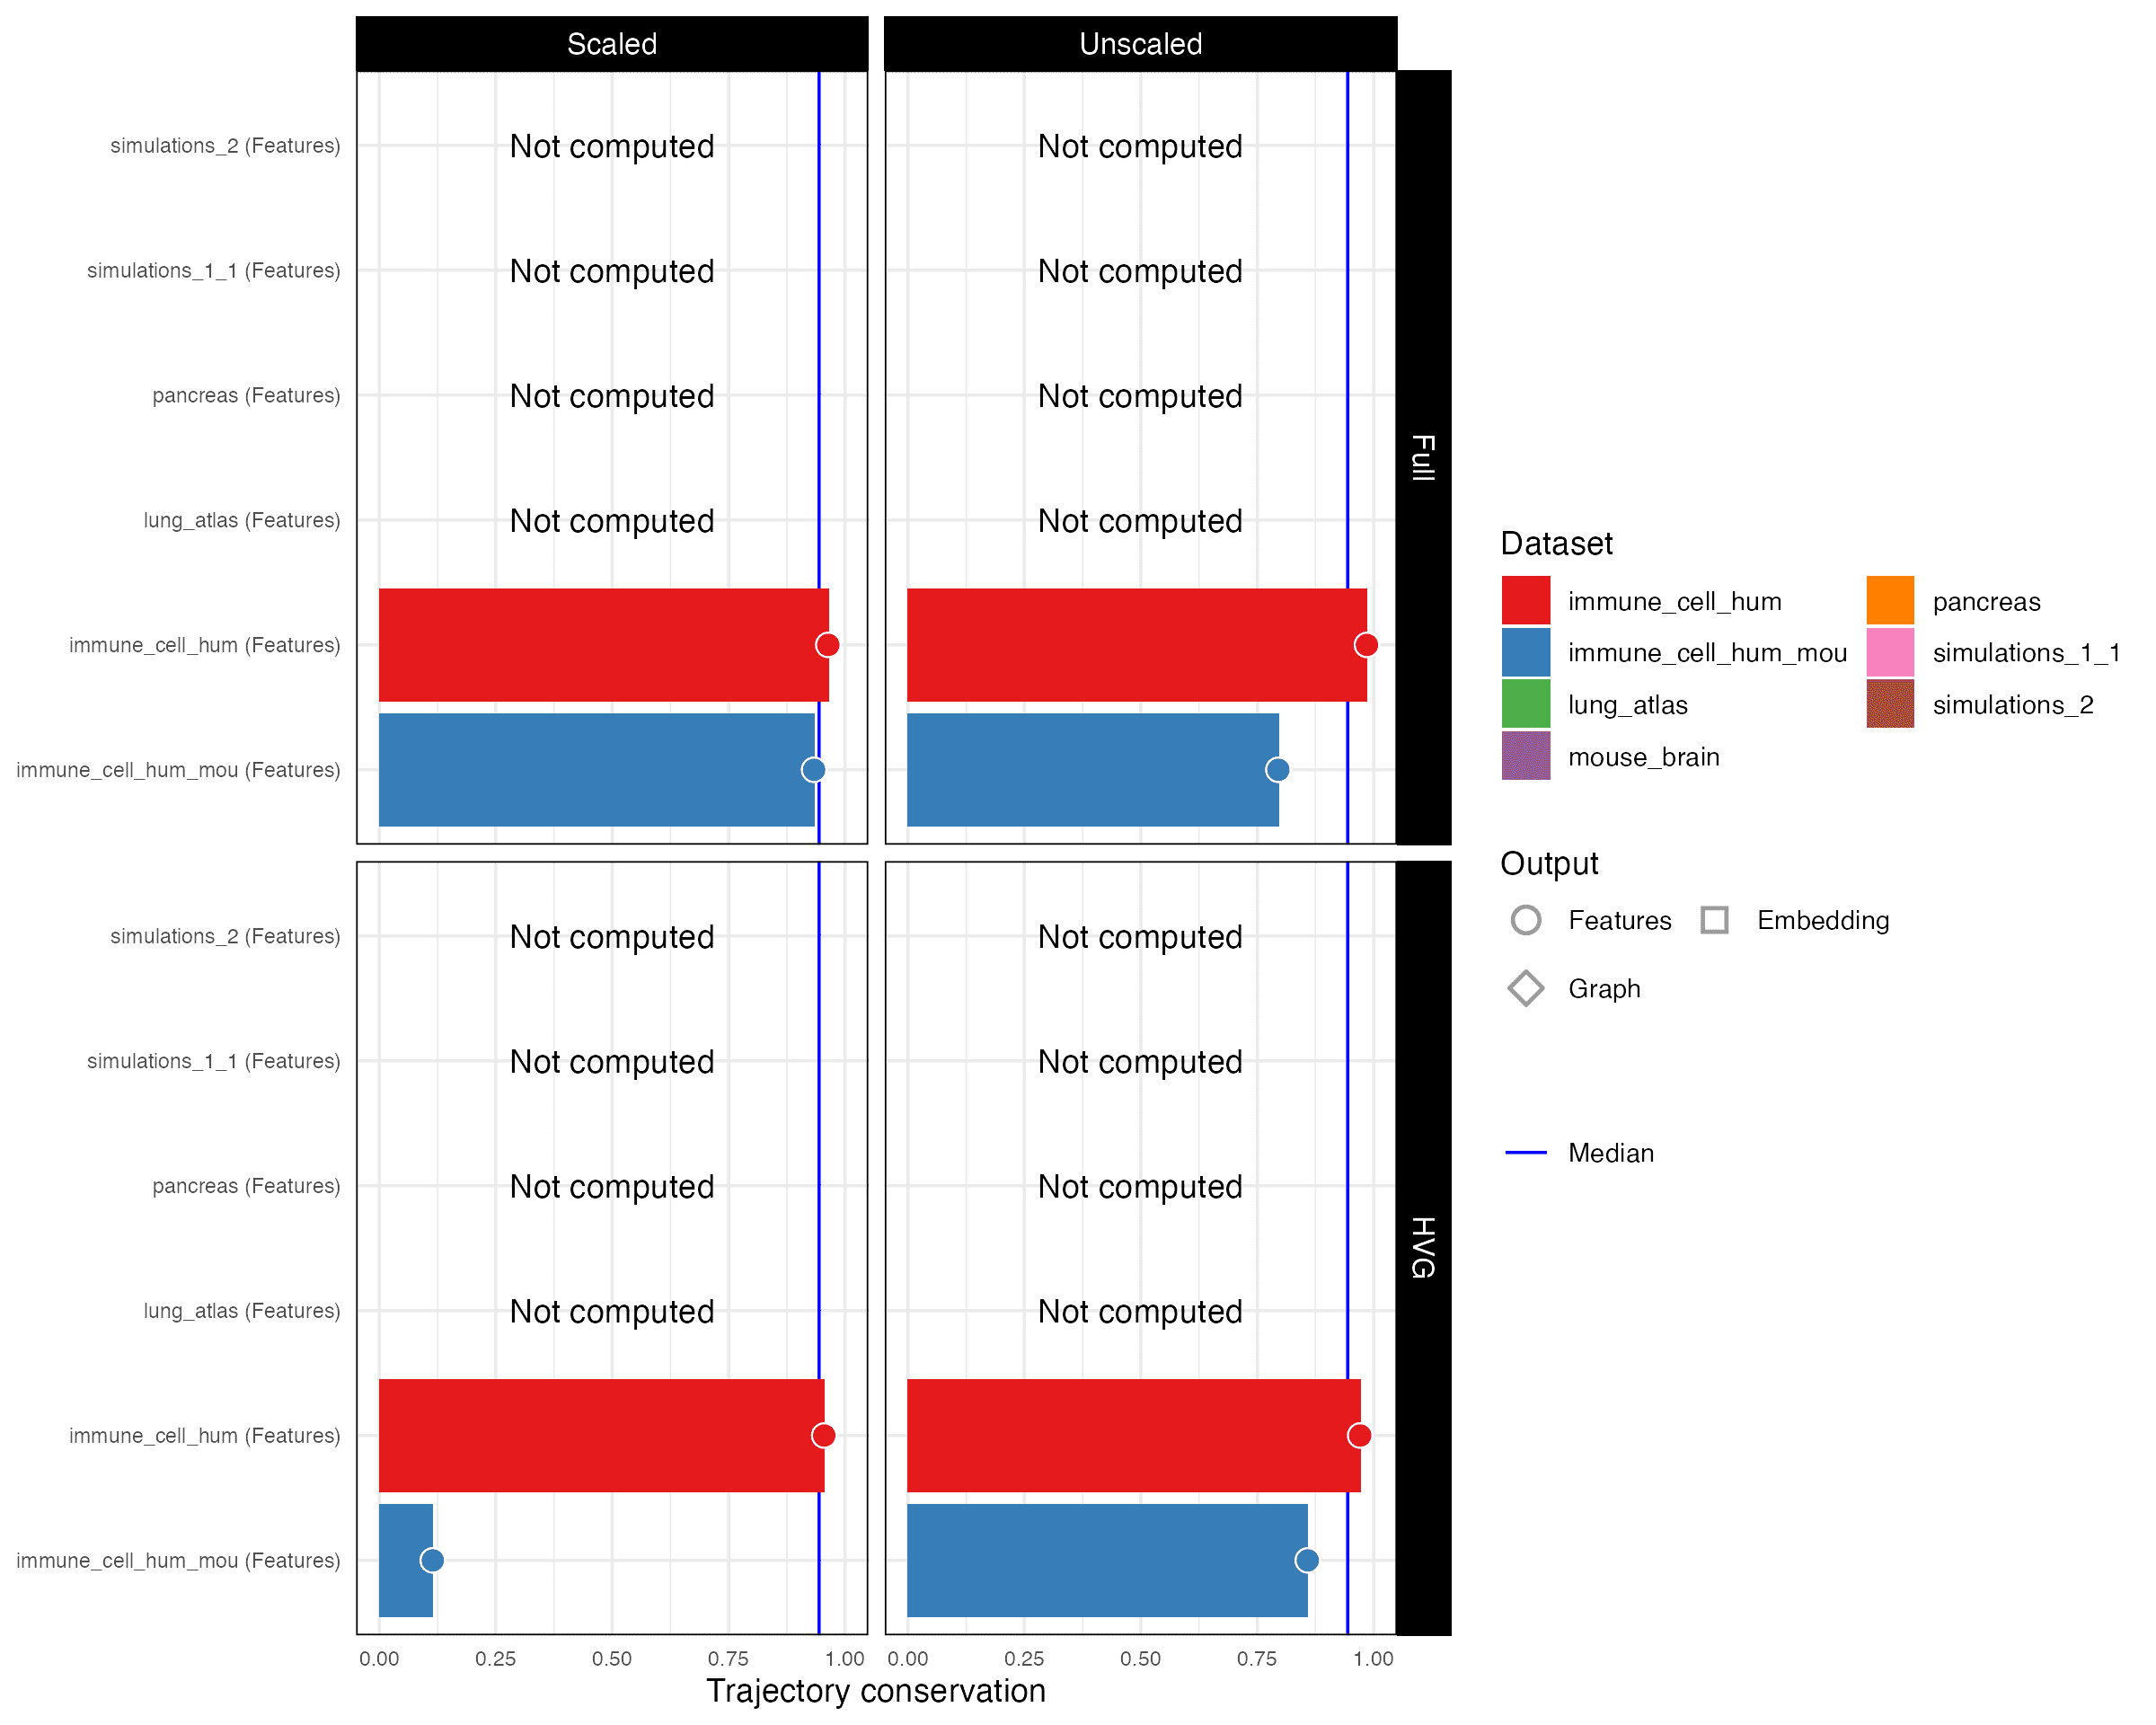 Scaled
Unscaled
simulations_2 (Features)
Not computed
Not computed
simulations_1_1 (Features)
Not computed
Not computed
pancreas (Features)
Not computed
Not computed
lung_atlas (Features)
Not computed
Not computed
immune_cell_hum (Features)
immune_cell_hum_mou (Features)
Full
simulations_2 (Features)
Not computed
Not computed
simulations_1_1 (Features)
Not computed
Not computed
pancreas (Features)
Not computed
Not computed
lung_atlas (Features)
Not computed
Not computed
immune_cell_hum (Features)
immune_cell_hum_mou (Features)
HVG
0.00 0.25 0.50 0.75 1.00
0.00 0.25 0.50 0.75 1.00
Trajectory conservation
Dataset
immune_cell_hum
immune_cell_hum_mou
lung_atlas
mouse_brain
pancreas
simulations_1_1
simulations_2
Output
Features
Embedding
Graph
Median